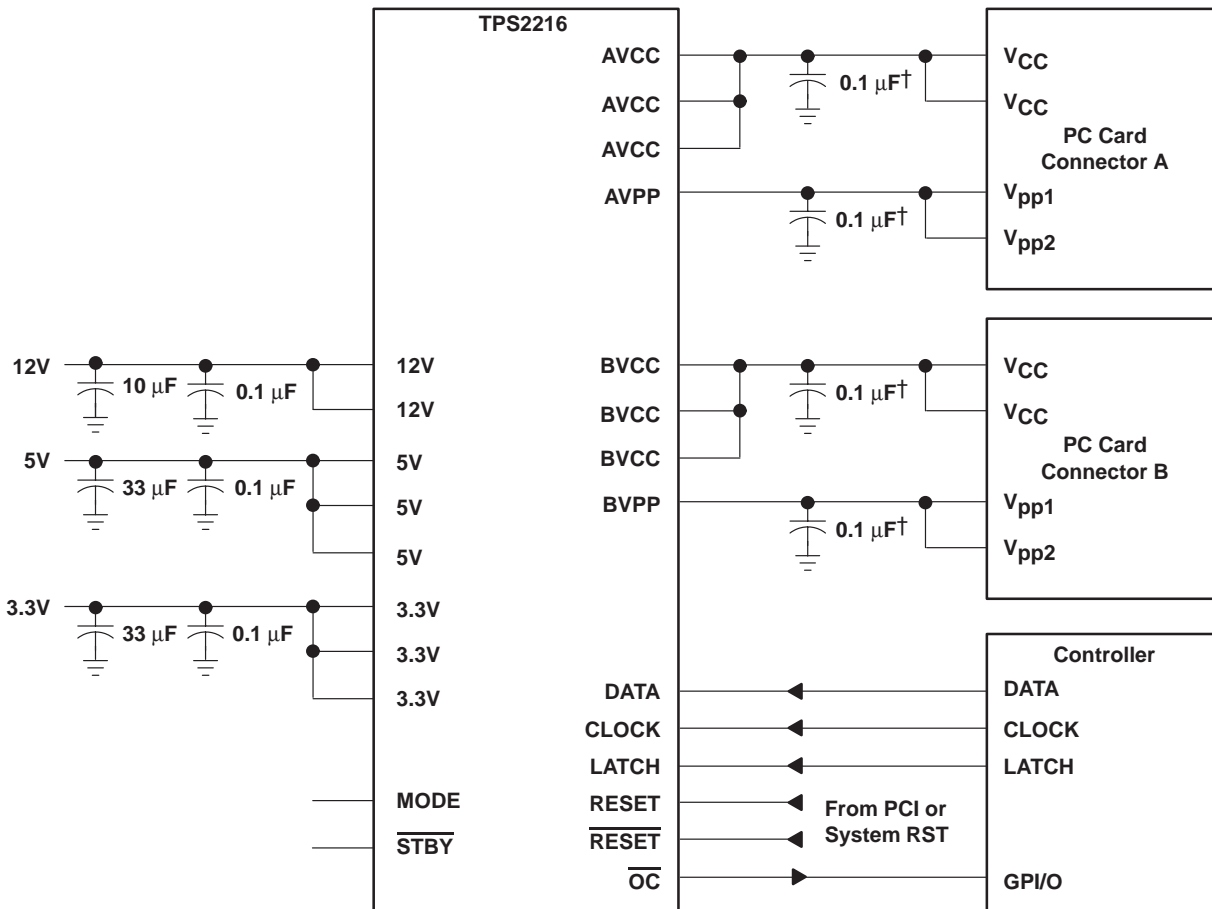 TPS2216
AVCC
AVCC
AVCC
AVPP
0.1 μF†
0.1 μF†
VCC
VCC
PC Card
Connector A
Vpp1
Vpp2
12V
10 μF
0.1 μF
12V
12V
5V
33 μF
0.1 μF
5V
5V
5V
3.3V
33 μF
0.1 μF
3.3V
3.3V
3.3V
MODE
STBY
BVCC
BVCC
BVCC
BVPP
0.1 μF†
0.1 μF†
VCC
VCC
PC Card
Connector B
Vpp1
Vpp2
DATA
CLOCK
LATCH
RESET
RESET
OC
From PCI or
System RST
Controller
DATA
CLOCK
LATCH
GPI/O